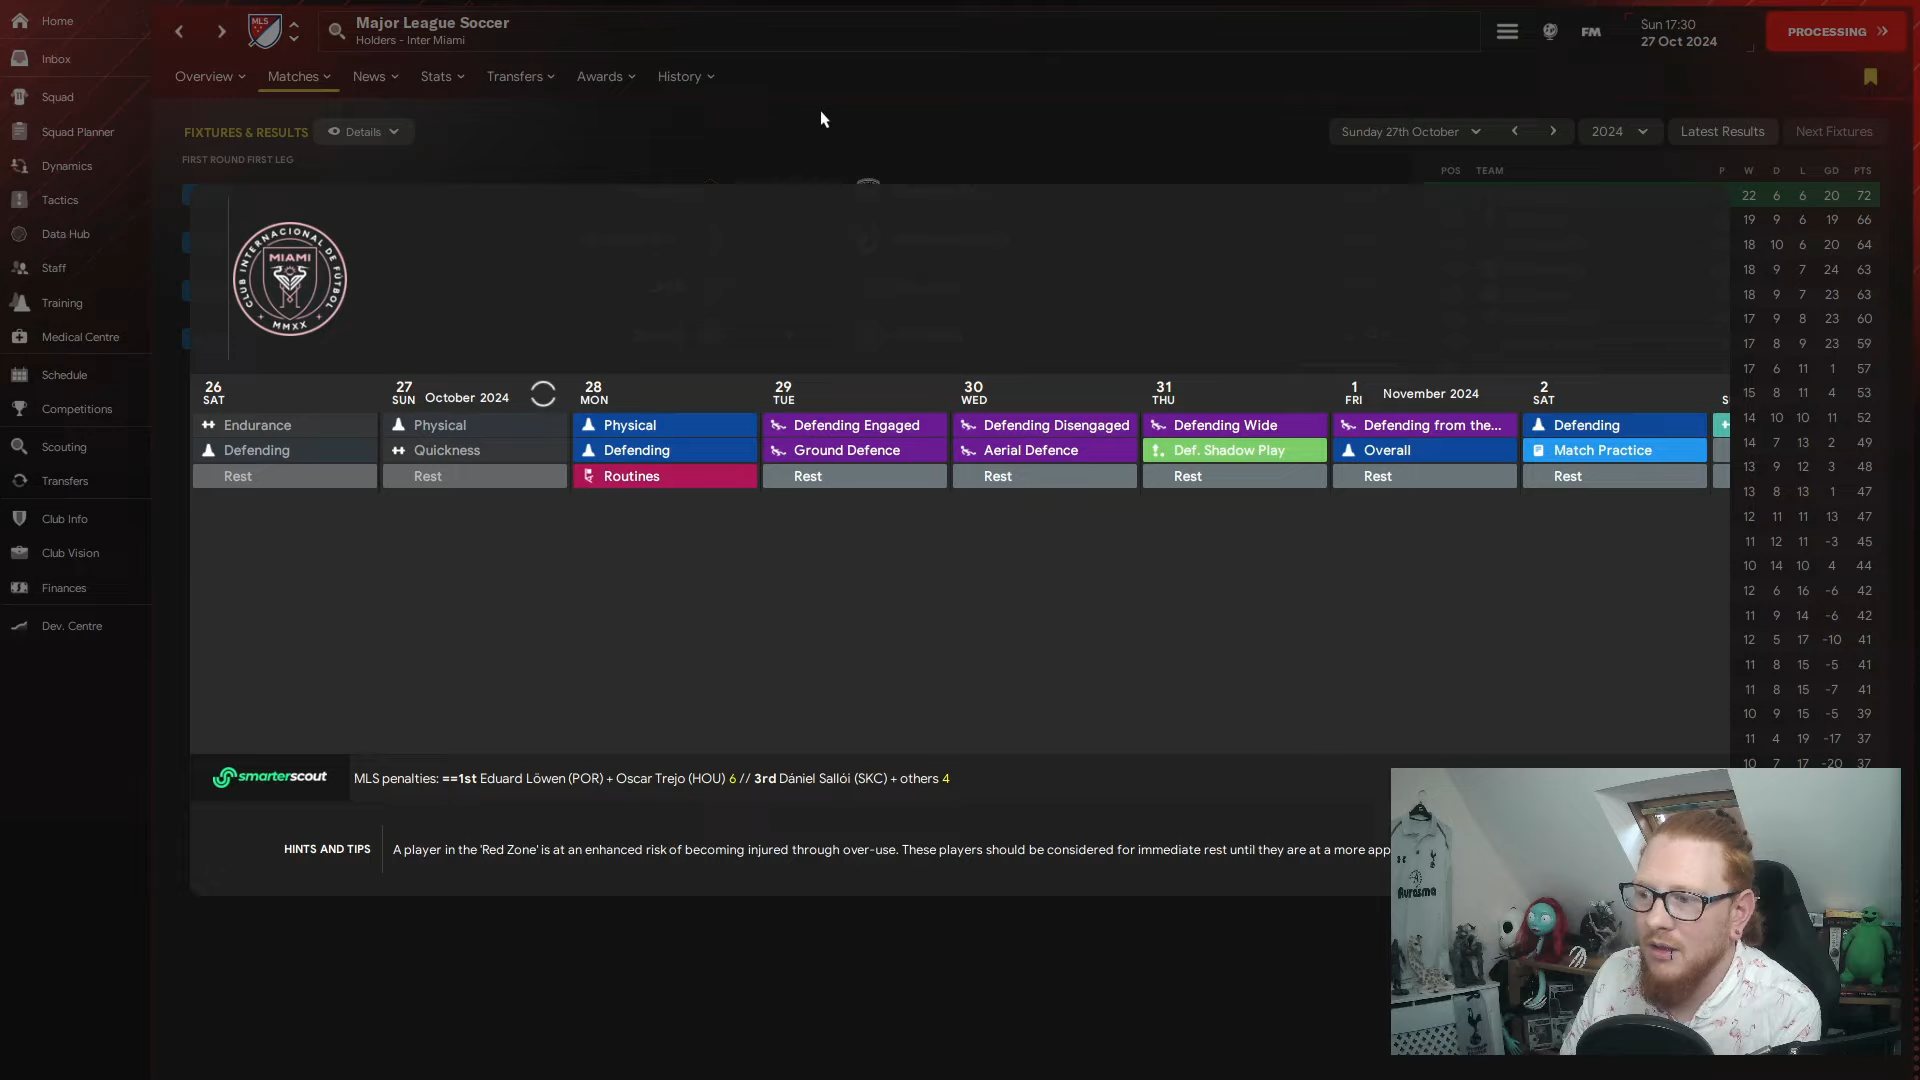 Home
Inbox
Squad
Squad Planner
Dynamics
Tactics
Data Hub
Staff
Training
Medical Centre
Schedule
Competitions
Scouting
Transfers
Club Info
Club Vision
Finances
Dev. Centre
MLS
Major League Soccer
Holders - Inter Miami
FM
Sun 17:30
27 Oct 2024
PROCESSING
Overview Matches News Stats Transfers Awards History
FIXTURES & RESULTS Details
Sunday 27th October 2024 Latest Results Next Fixtures
FIRST ROUND FIRST LEG
POS TEAM P W D L GD PTS
22 6 6 20 72
19 9 6 19 66
18 10 6 20 64
18 9 7 24 63
18 9 7 23 63
17 9 8 23 60
17 8 9 23 59
17 6 11 1 57
15 8 11 4 53
14 10 10 11 52
14 7 13 2 49
13 9 12 3 48
13 8 13 1 47
12 11 11 13 47
11 12 11 -3 45
10 14 10 4 44
12 6 16 -6 42
11 9 14 -6 42
12 5 17 -10 41
11 8 15 -5 41
11 8 15 -7 41
10 9 15 -5 39
11 4 19 -17 37
10 7 17 -20 37
CLUB INTERNACIONAL DE FÚTBOL
MIAMI
MMXX
26 SAT
27 SUN October 2024
28 MON
29 TUE
30 WED
31 THU
1 FRI November 2024
2 SAT
S
Endurance Physical Physical Defending Engaged Defending Disengaged Defending Wide Defending from the... Defending
Defending Quickness Defending Ground Defence Aerial Defence Def. Shadow Play Overall Match Practice
Rest Rest Routines Rest Rest Rest Rest Rest
smarterscout MLS penalties: ==1st Eduard Löwen (POR) + Oscar Trejo (HOU) 6 // 3rd Dániel Sallói (SKC) + others 4
HINTS AND TIPS A player in the 'Red Zone' is at an enhanced risk of becoming injured through over-use. These players should be considered for immediate rest until they are at a more app
Aurasma